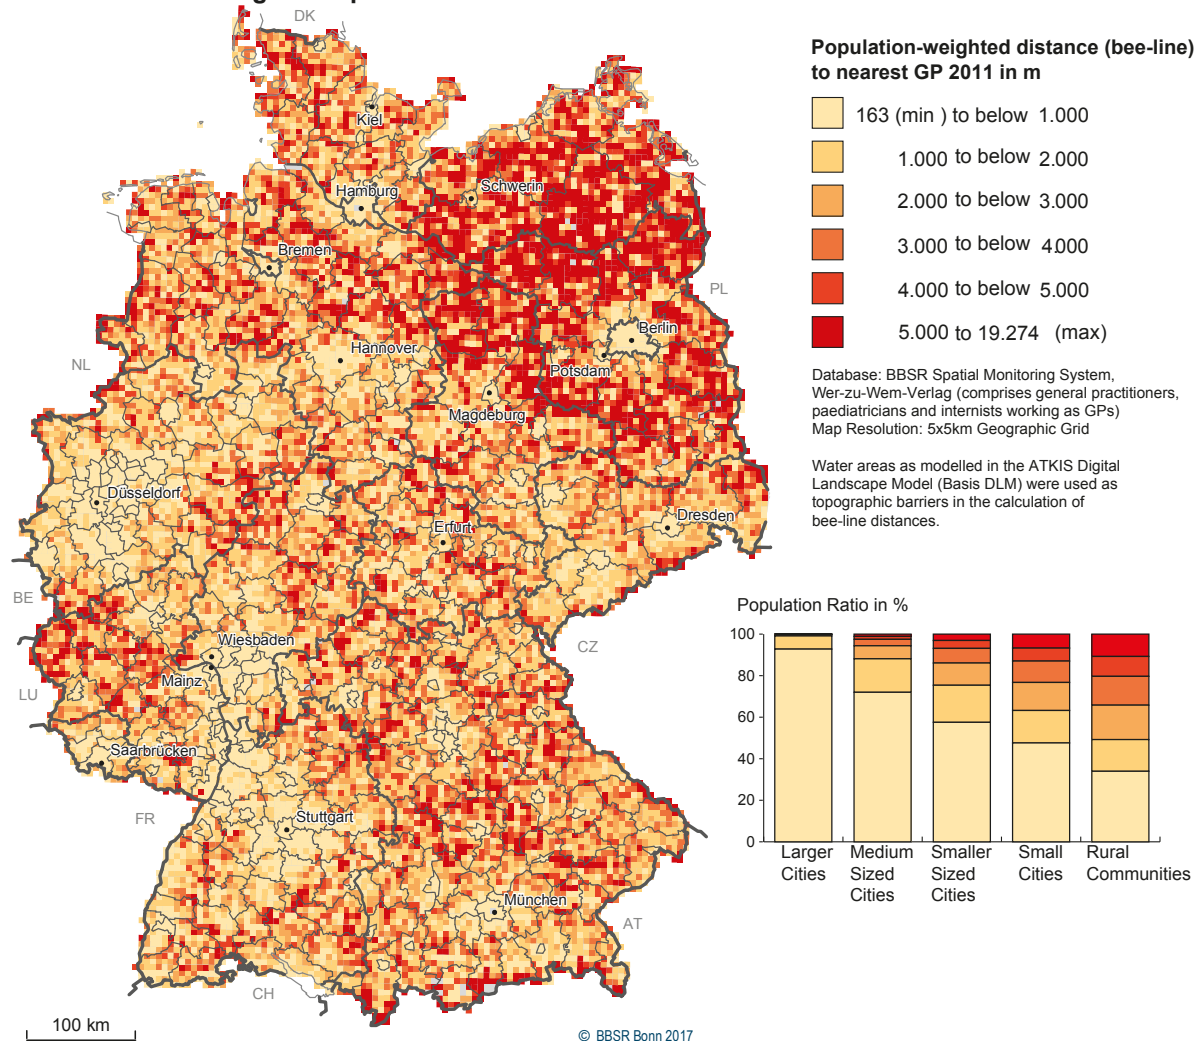 DK
Population-weighted distance (bee-line)
to nearest GP 2011 in m
163 (min ) to below 1.000
1.000 to below 2.000
2.000 to below 3.000
3.000 to below 4.000
4.000 to below 5.000
5.000 to 19.274 (max)
Database: BBSR Spatial Monitoring System,
Wer-zu-Wem-Verlag (comprises general practitioners,
paediatricians and internists working as GPs)
Map Resolution: 5x5km Geographic Grid
Water areas as modelled in the ATKIS Digital
Landscape Model (Basis DLM) were used as
topographic barriers in the calculation of
bee-line distances.
Kiel
Hamburg
Schwerin
Bremen
PL
Berlin
Hannover
NL
Potsdam
Magdeburg
Düsseldorf
Dresden
Erfurt
BE
Wiesbaden
CZ
Mainz
LU
Saarbrücken
FR
Stuttgart
München
AT
CH
Population Ratio in %
100
80
60
40
20
0
Larger
Cities
Medium
Sized
Cities
Smaller
Sized
Cities
Small
Cities
Rural
Communities
100 km
© BBSR Bonn 2017